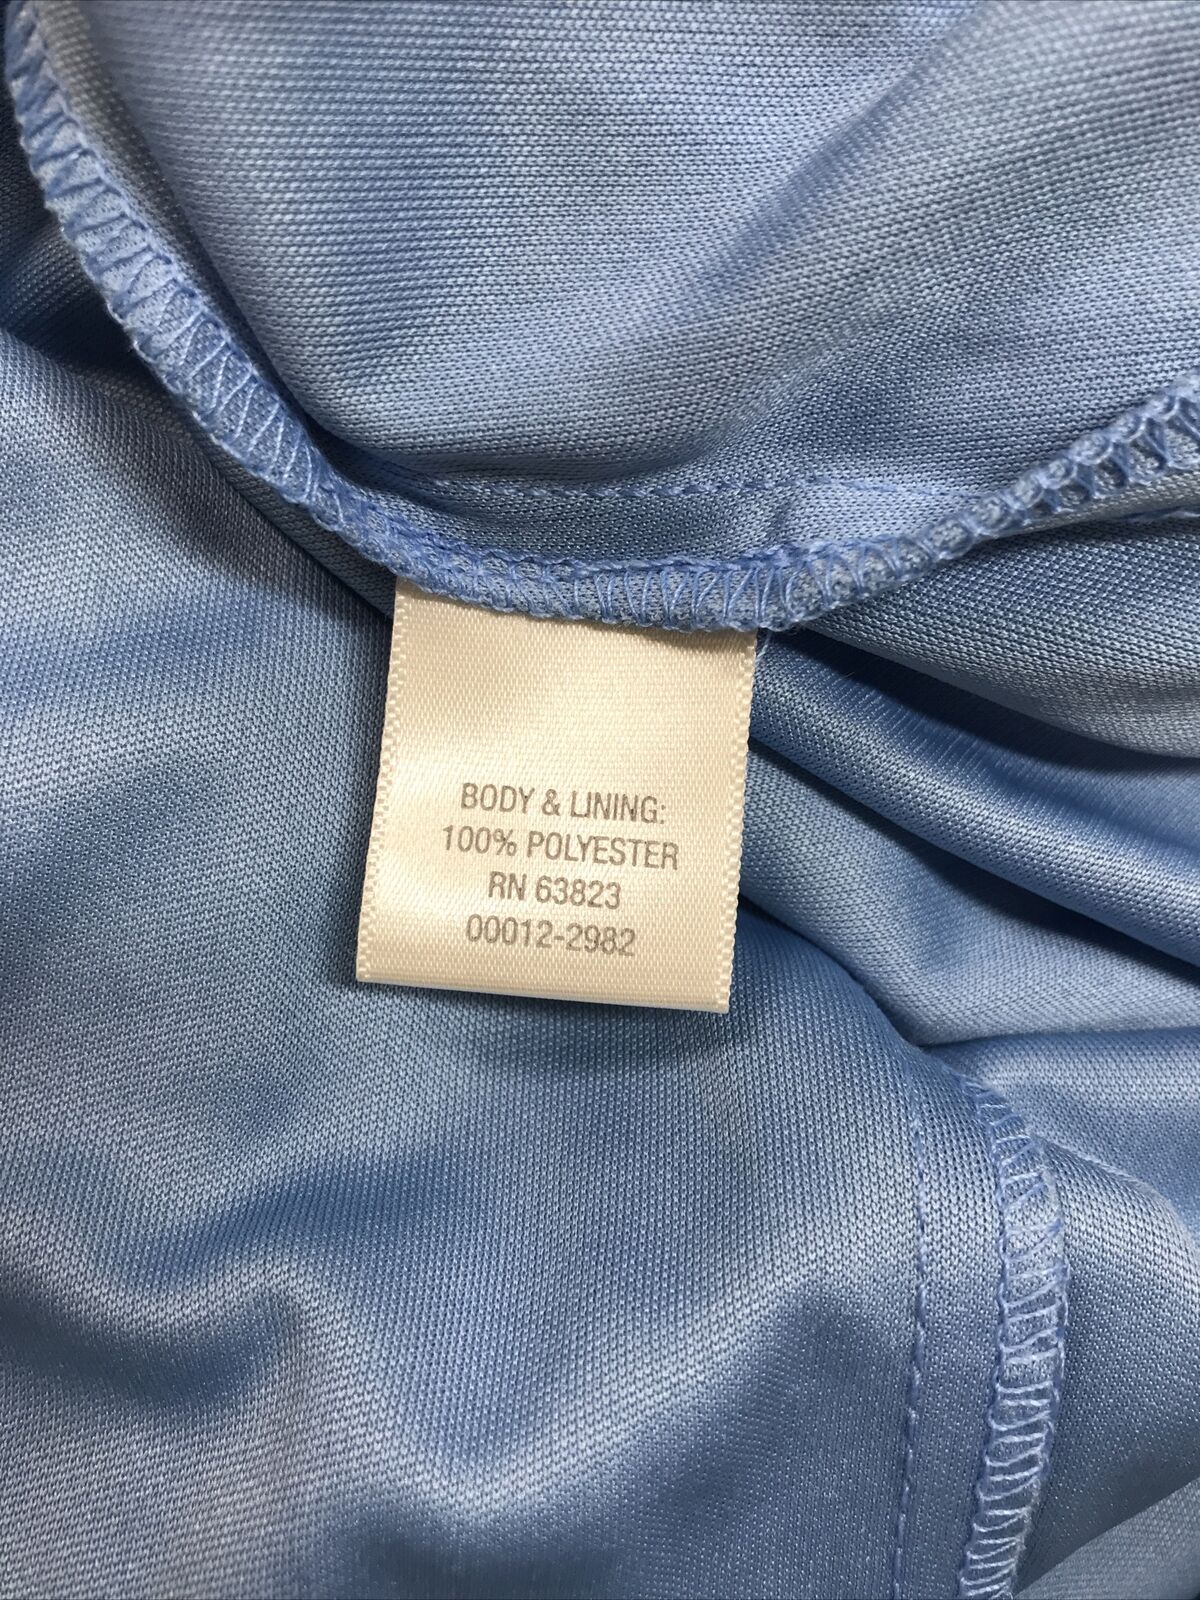 BODY & LINING:
100% POLYESTER
RN 63823
00012-2982